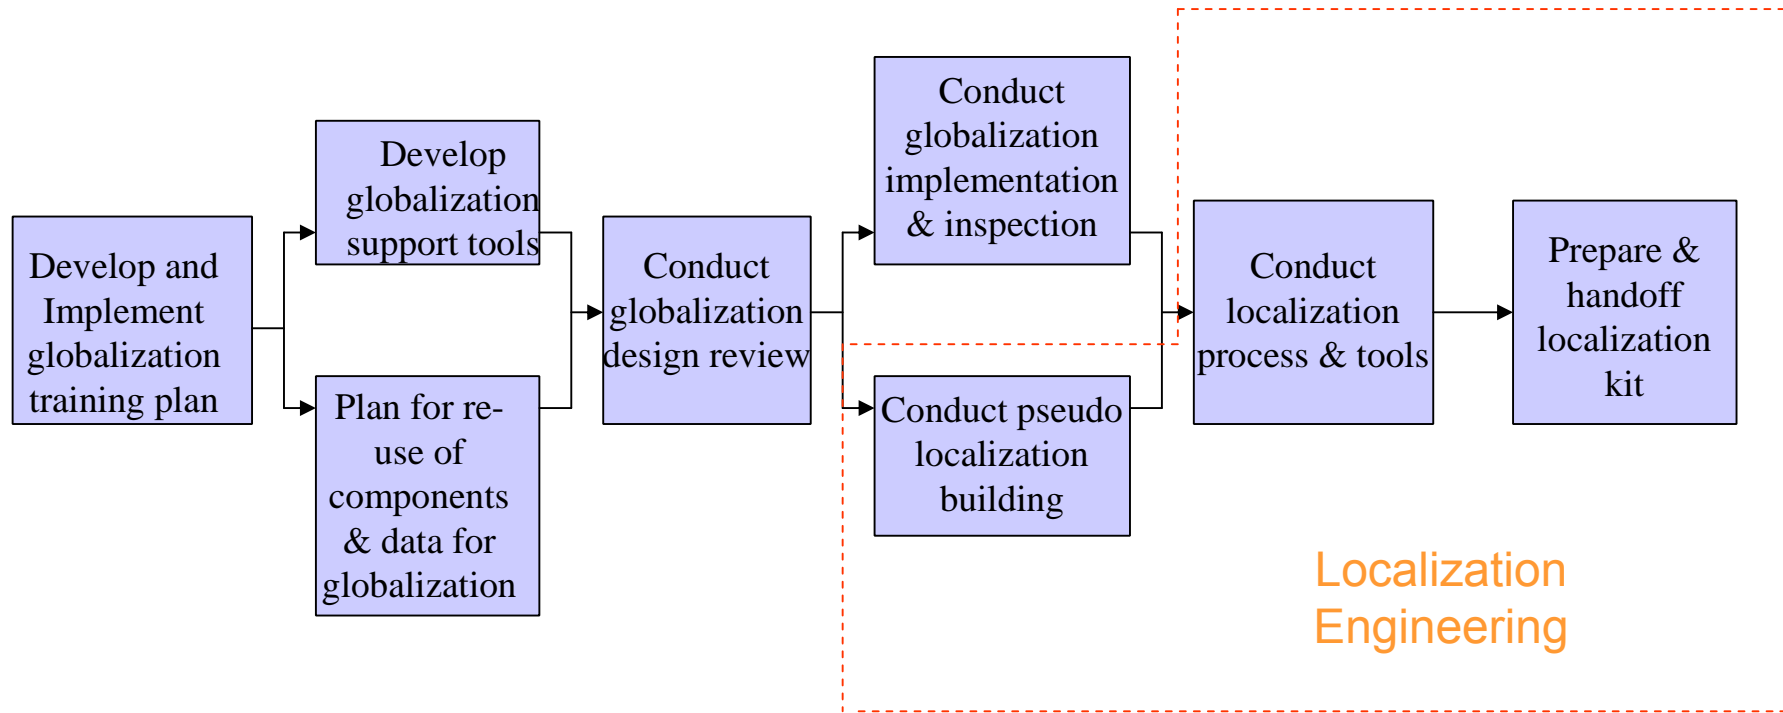 Develop and
Implement
globalization
training plan
Develop
globalization
support tools
Plan for re-
use of
components
& data for
globalization
Conduct
globalization
design review
Conduct
globalization
implementation
& inspection
Conduct pseudo
localization
building
Conduct
localization
process & tools
Prepare &
handoff
localization
kit
Localization
Engineering